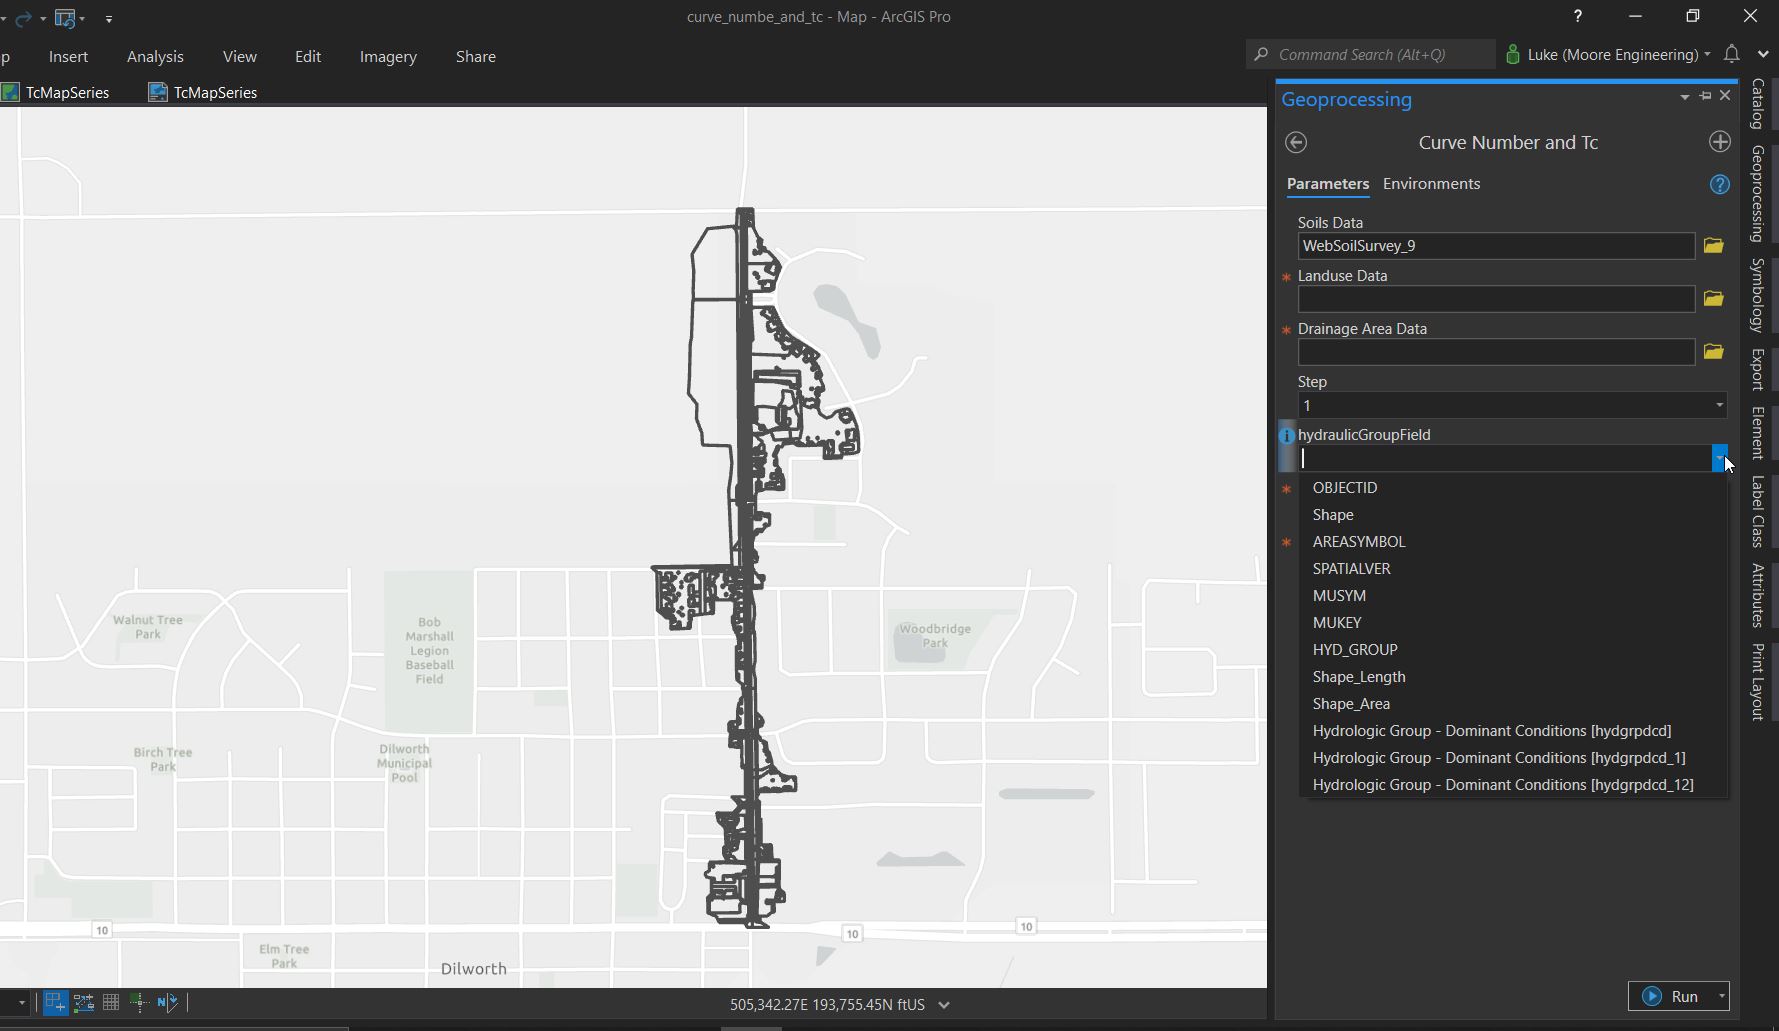 curve_numbe_and_tc - Map - ArcGIS Pro
?
p Insert Analysis View Edit Imagery Share
Command Search (Alt+Q)
Luke (Moore Engineering)
TcMapSeries
TcMapSeries
Geoprocessing
Curve Number and Tc
Parameters Environments
?
Soils Data
WebSoilSurvey_9
* Landuse Data
* Drainage Area Data
Step
1
i hydraulicGroupField
* OBJECTID
Shape
* AREASYMBOL
SPATIALVER
MUSYM
MUKEY
HYD_GROUP
Shape_Length
Shape_Area
Hydrologic Group - Dominant Conditions [hydgrpdcd]
Hydrologic Group - Dominant Conditions [hydgrpdcd_1]
Hydrologic Group - Dominant Conditions [hydgrpdcd_12]
Run
Catalog
Geoprocessing
Symbology
Export
Element
Label Class
Attributes
Print Layout
Walnut Tree
Park
Bob
Marshall
Legion
Baseball
Field
Woodbridge
Park
Birch Tree
Park
Dilworth
Municipal
Pool
10
10
10
Elm Tree
Park
Dilworth
N
505,342.27E 193,755.45N ftUS